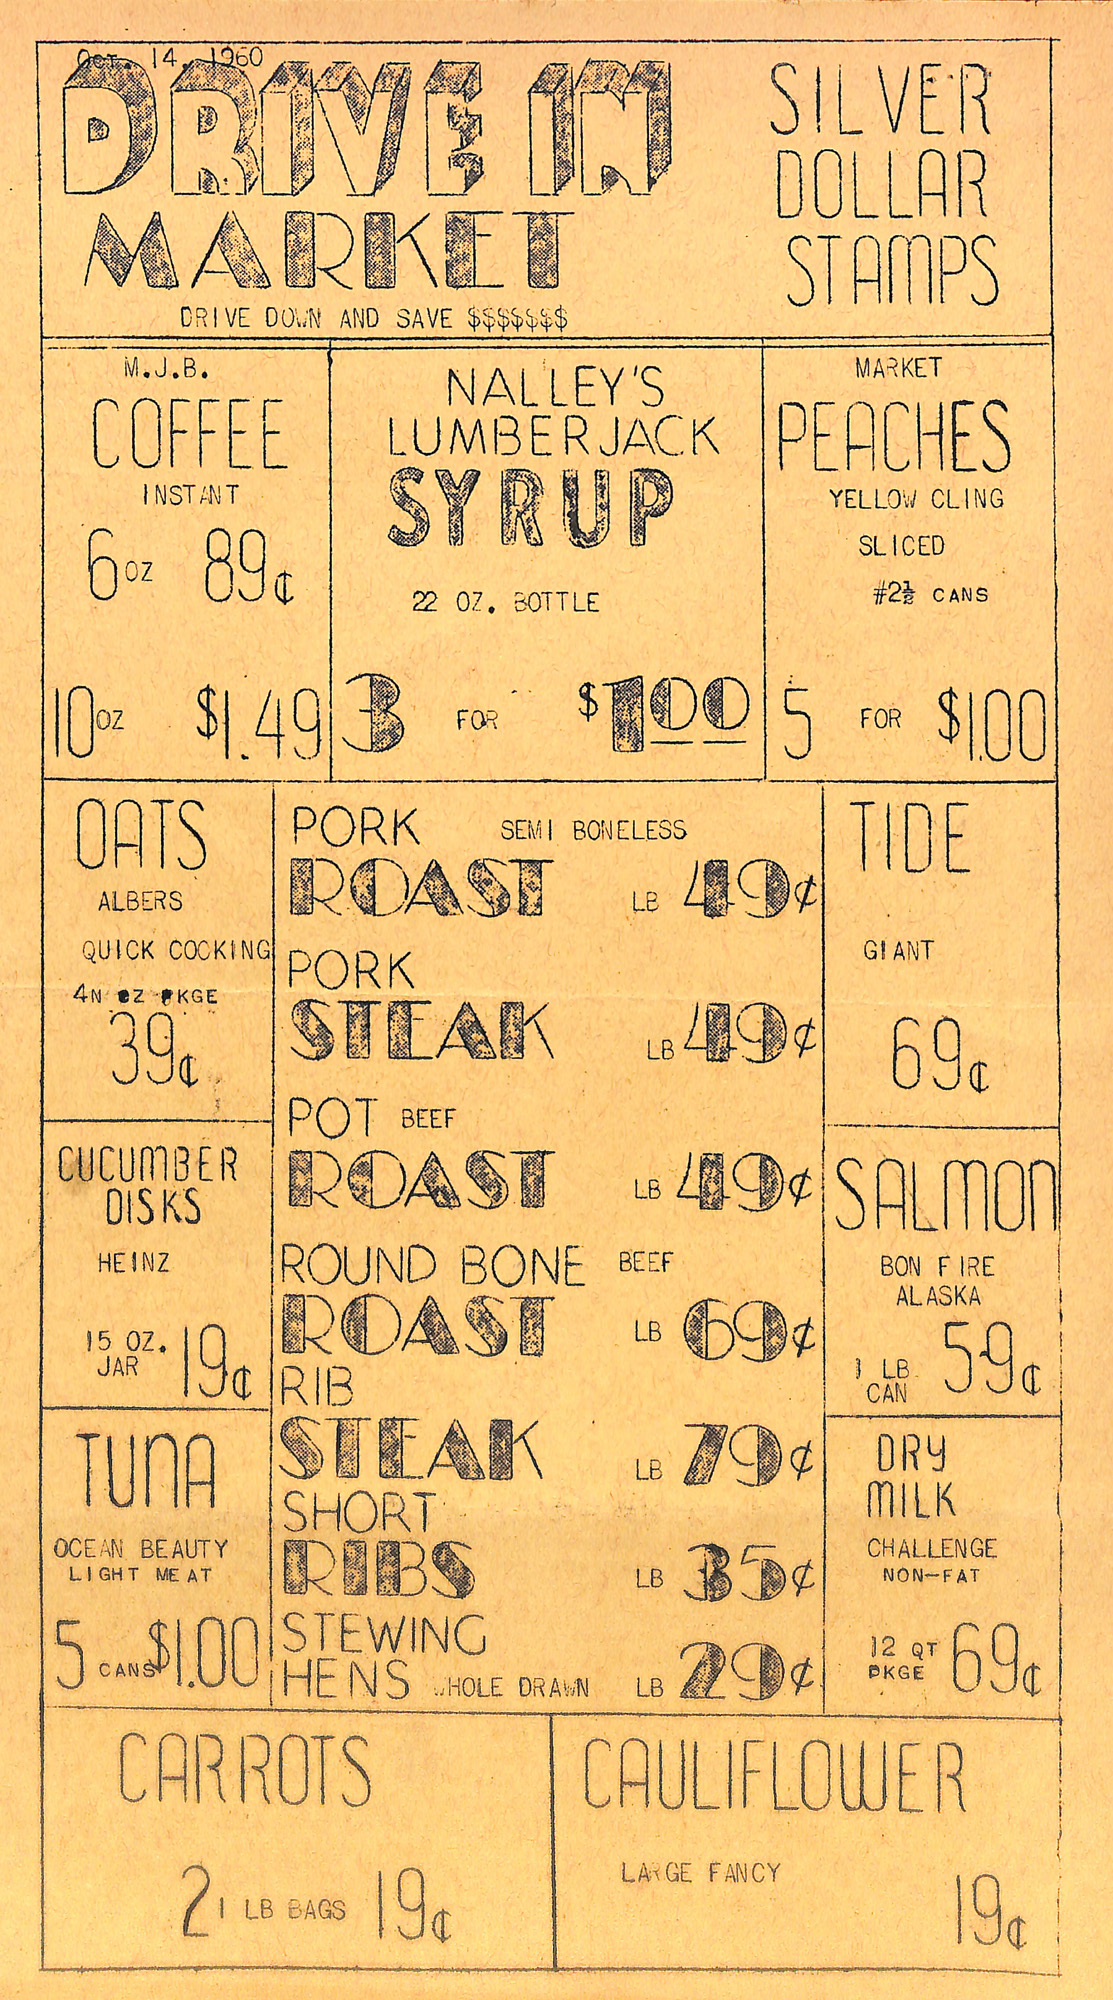 Oct. 14, 1960
DRIVE IN
MARKET
DRIVE DOWN AND SAVE $$$$$$$
SILVER
DOLLAR
STAMPS
M.J.B.
COFFEE
INSTANT
6 OZ 89¢
10 OZ $1.49
NALLEY'S
LUMBERJACK
SYRUP
22 OZ. BOTTLE
3 FOR $1.00
MARKET
PEACHES
YELLOW CLING
SLICED
#2½ CANS
5 FOR $1.00
OATS
ALBERS
QUICK COOKING
OZ PKGE
39¢
CUCUMBER
DISKS
HEINZ
15 OZ.
JAR 19¢
TUNA
OCEAN BEAUTY
LIGHT MEAT
5 CANS $1.00
PORK SEMI BONELESS
ROAST LB 49¢
PORK
STEAK LB 49¢
POT BEEF
ROAST LB 49¢
ROUND BONE BEEF
ROAST LB 69¢
RIB
STEAK LB 79¢
SHORT
RIBS LB 35¢
STEWING
HENS WHOLE DRAWN LB 29¢
TIDE
GIANT
69¢
SALMON
BON FIRE
ALASKA
1 LB
CAN 59¢
DRY
MILK
CHALLENGE
NON-FAT
12 QT
PKGE 69¢
CARROTS
2 1 LB BAGS 19¢
CAULIFLOWER
LARGE FANCY
19¢